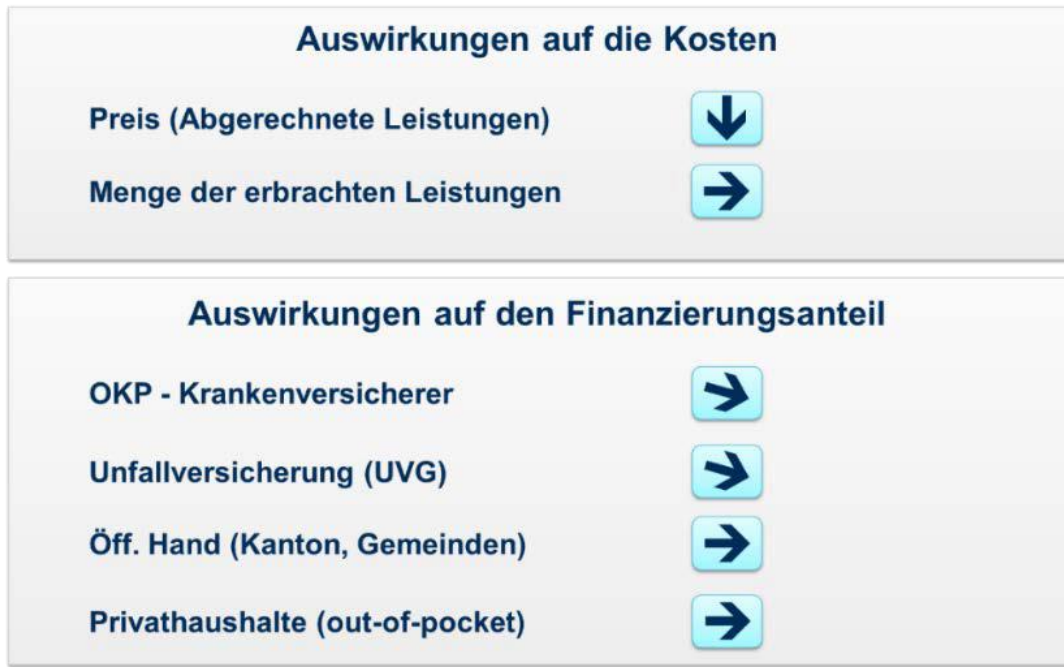 Auswirkungen auf die Kosten
Preis (Abgerechnete Leistungen)
Menge der erbrachten Leistungen
Auswirkungen auf den Finanzierungsanteil
OKP - Krankenversicherer
Unfallversicherung (UVG)
Öff. Hand (Kanton, Gemeinden)
Privathaushalte (out-of-pocket)